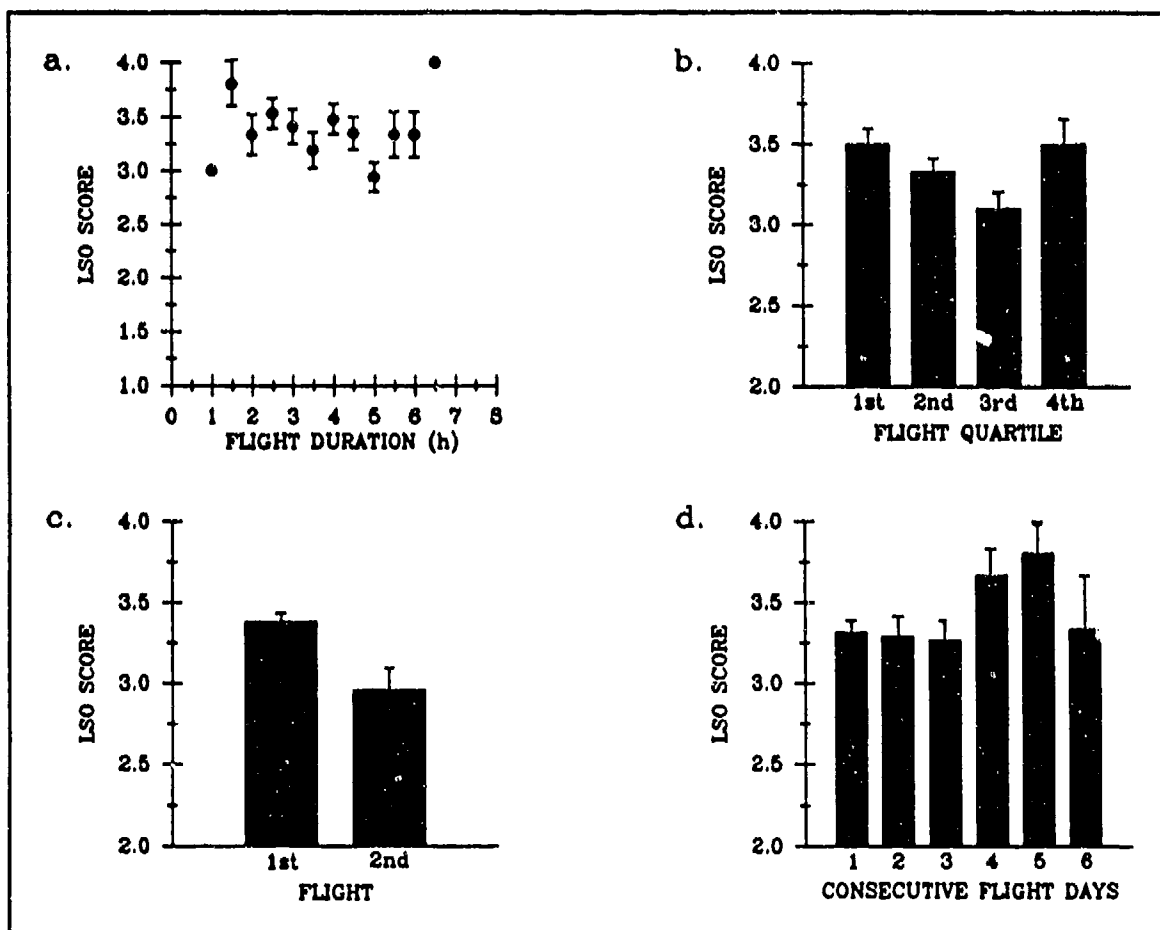 a.
4.0
3.5
3.0
2.5
2.0
1.5
1.0
LSO SCORE
0 1 2 3 4 5 6 7 8
FLIGHT DURATION (h)
b.
4.0
3.5
3.0
2.5
2.0
LSO SCORE
1st 2nd 3rd 4th
FLIGHT QUARTILE
c.
4.0
3.5
3.0
2.5
2.0
LSO SCORE
1st 2nd
FLIGHT
d.
4.0
3.5
3.0
2.5
2.0
LSO SCORE
1 2 3 4 5 6
CONSECUTIVE FLIGHT DAYS